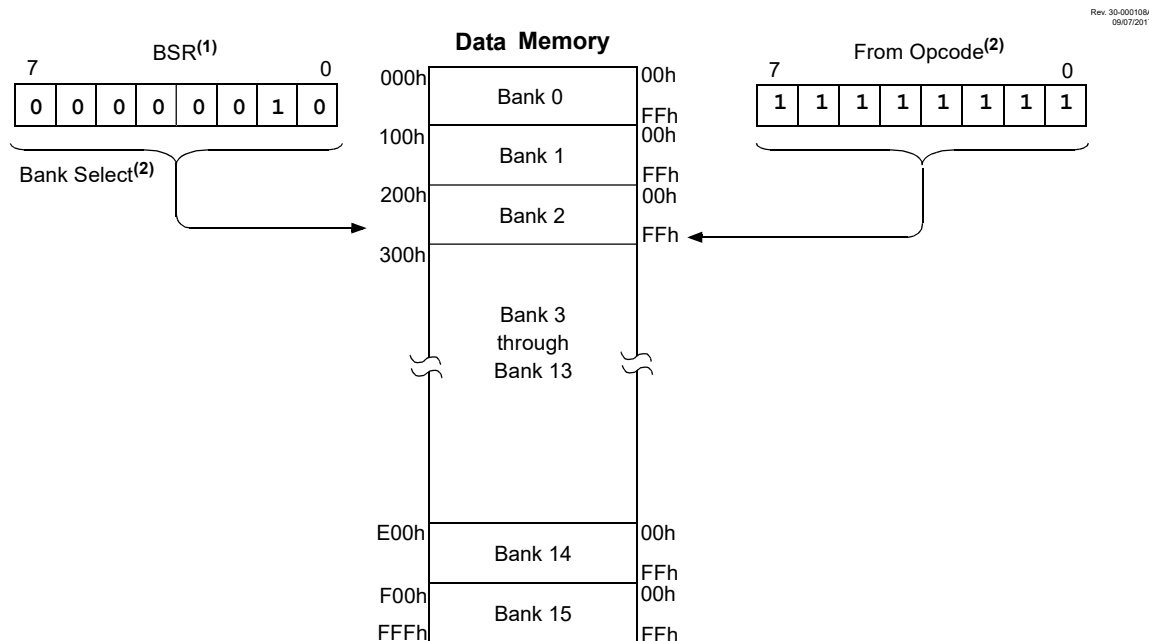 Rev. 30-000108A
09/07/2017
Data Memory
BSR(1)
7 0
0 0 0 0 0 0 1 0
Bank Select(2)
From Opcode(2)
7 0
1 1 1 1 1 1 1 1
000h Bank 0 00h
FFh
100h Bank 1 00h
FFh
200h Bank 2 00h
FFh
300h
Bank 3
through
Bank 13
E00h Bank 14 00h
FFh
F00h Bank 15 00h
FFFh FFh